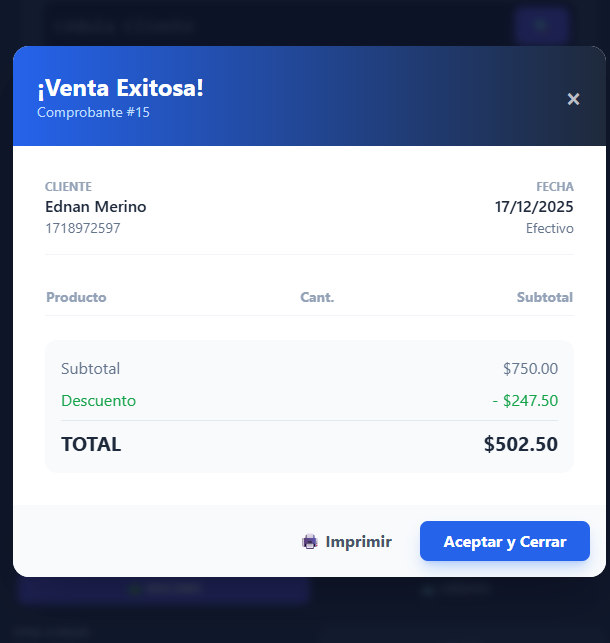 ¡Venta Exitosa!
Comprobante #15
×
CLIENTE FECHA
Ednan Merino 17/12/2025
1718972597 Efectivo
Producto Cant. Subtotal
Subtotal $750.00
Descuento - $247.50
TOTAL $502.50
Imprimir Aceptar y Cerrar